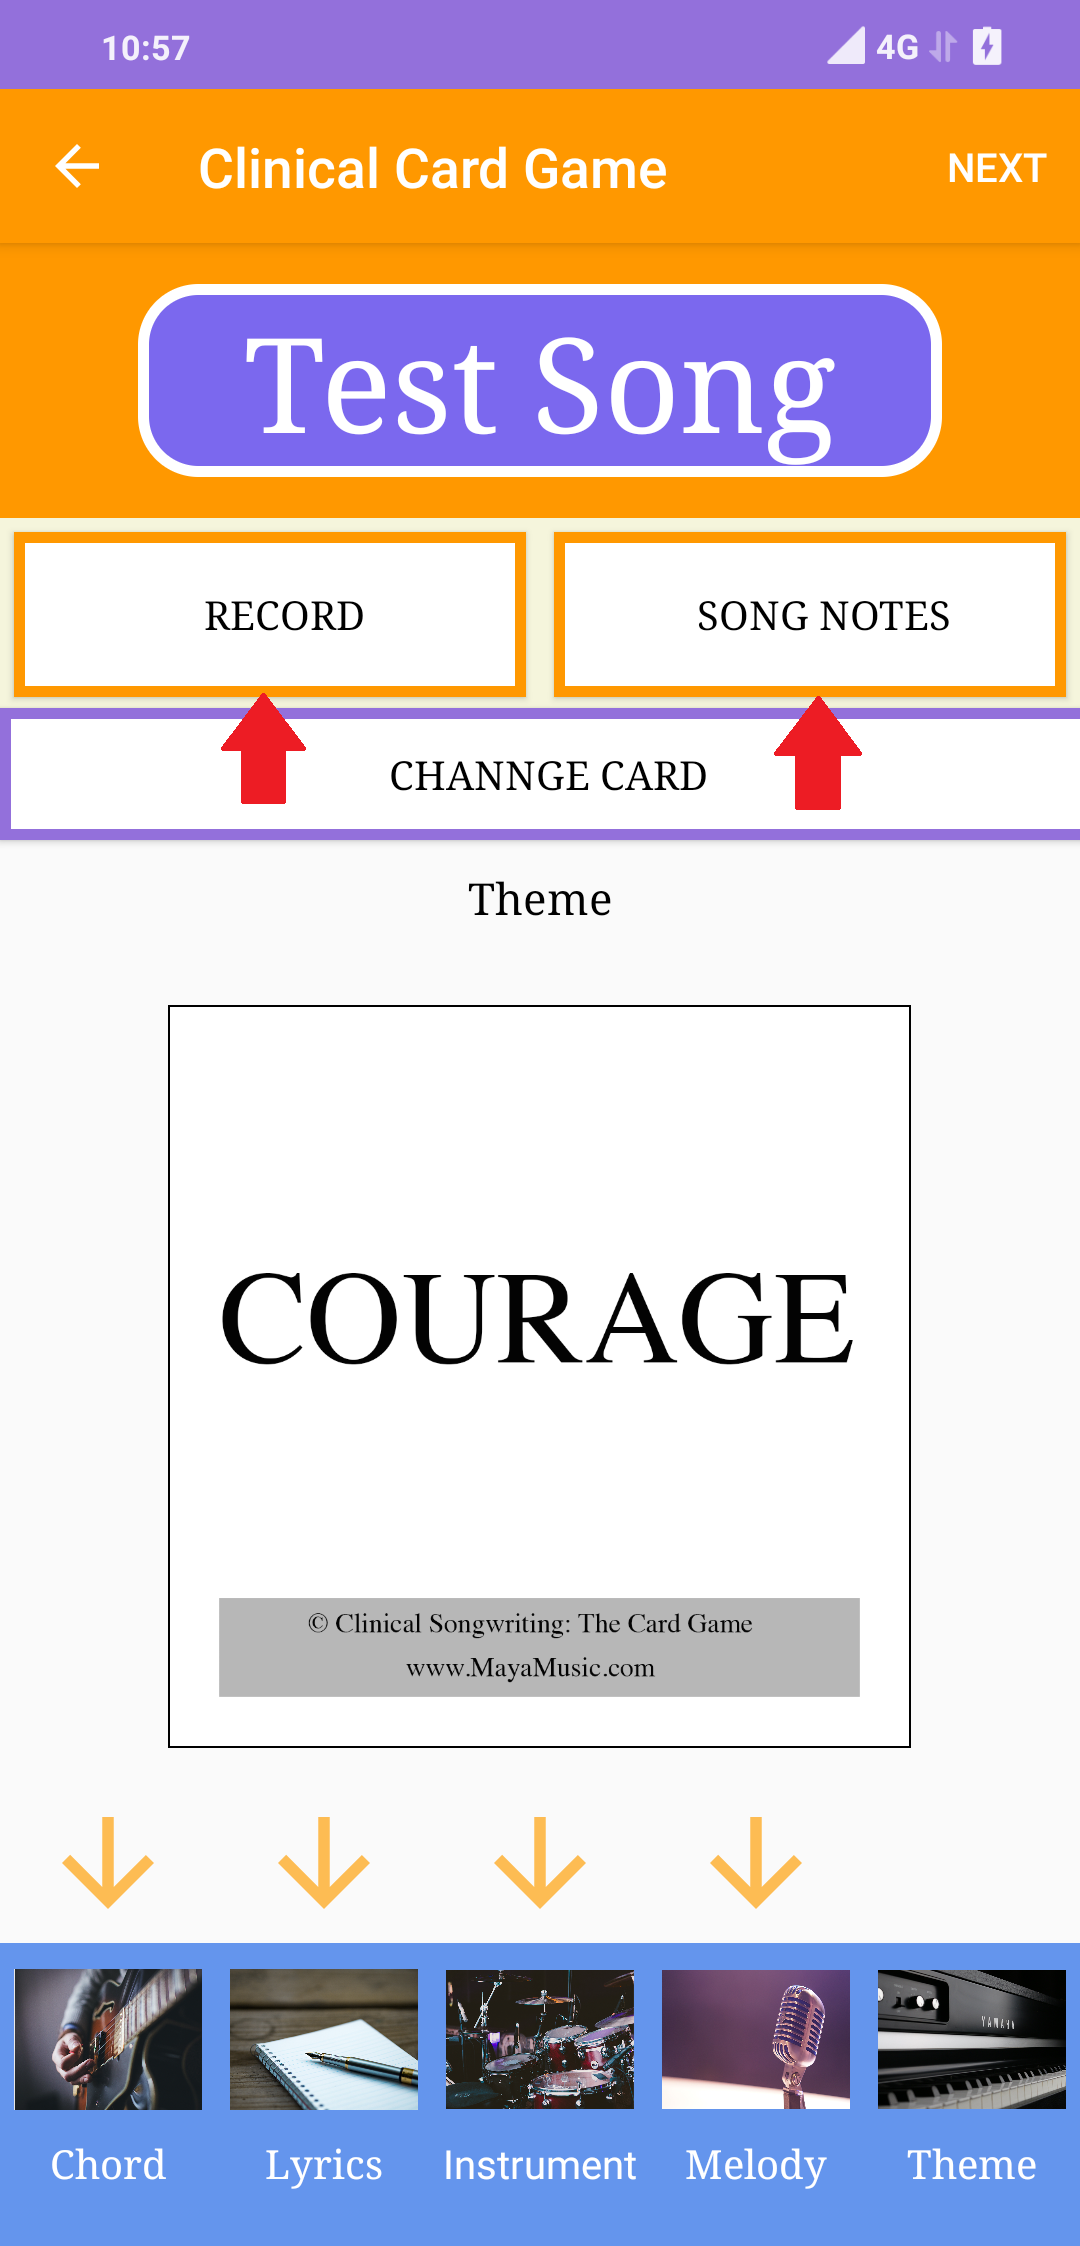 10:57
4G
Clinical Card Game
NEXT
Test Song
RECORD
SONG NOTES
CHANNGE CARD
Theme
COURAGE
© Clinical Songwriting: The Card Game
www.MayaMusic.com
YAMAHA
Chord
Lyrics
Instrument
Melody
Theme